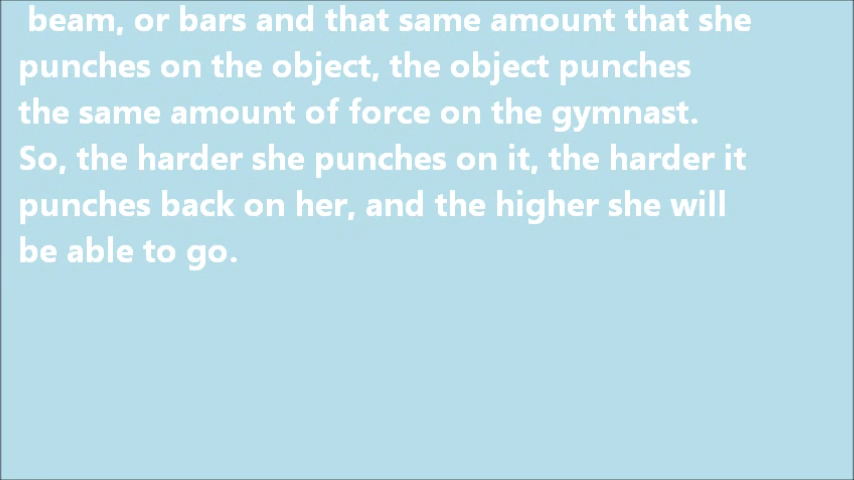 beam, or bars and that same amount that she
punches on the object, the object punches
the same amount of force on the gymnast.
So, the harder she punches on it, the harder it
punches back on her, and the higher she will
be able to go.